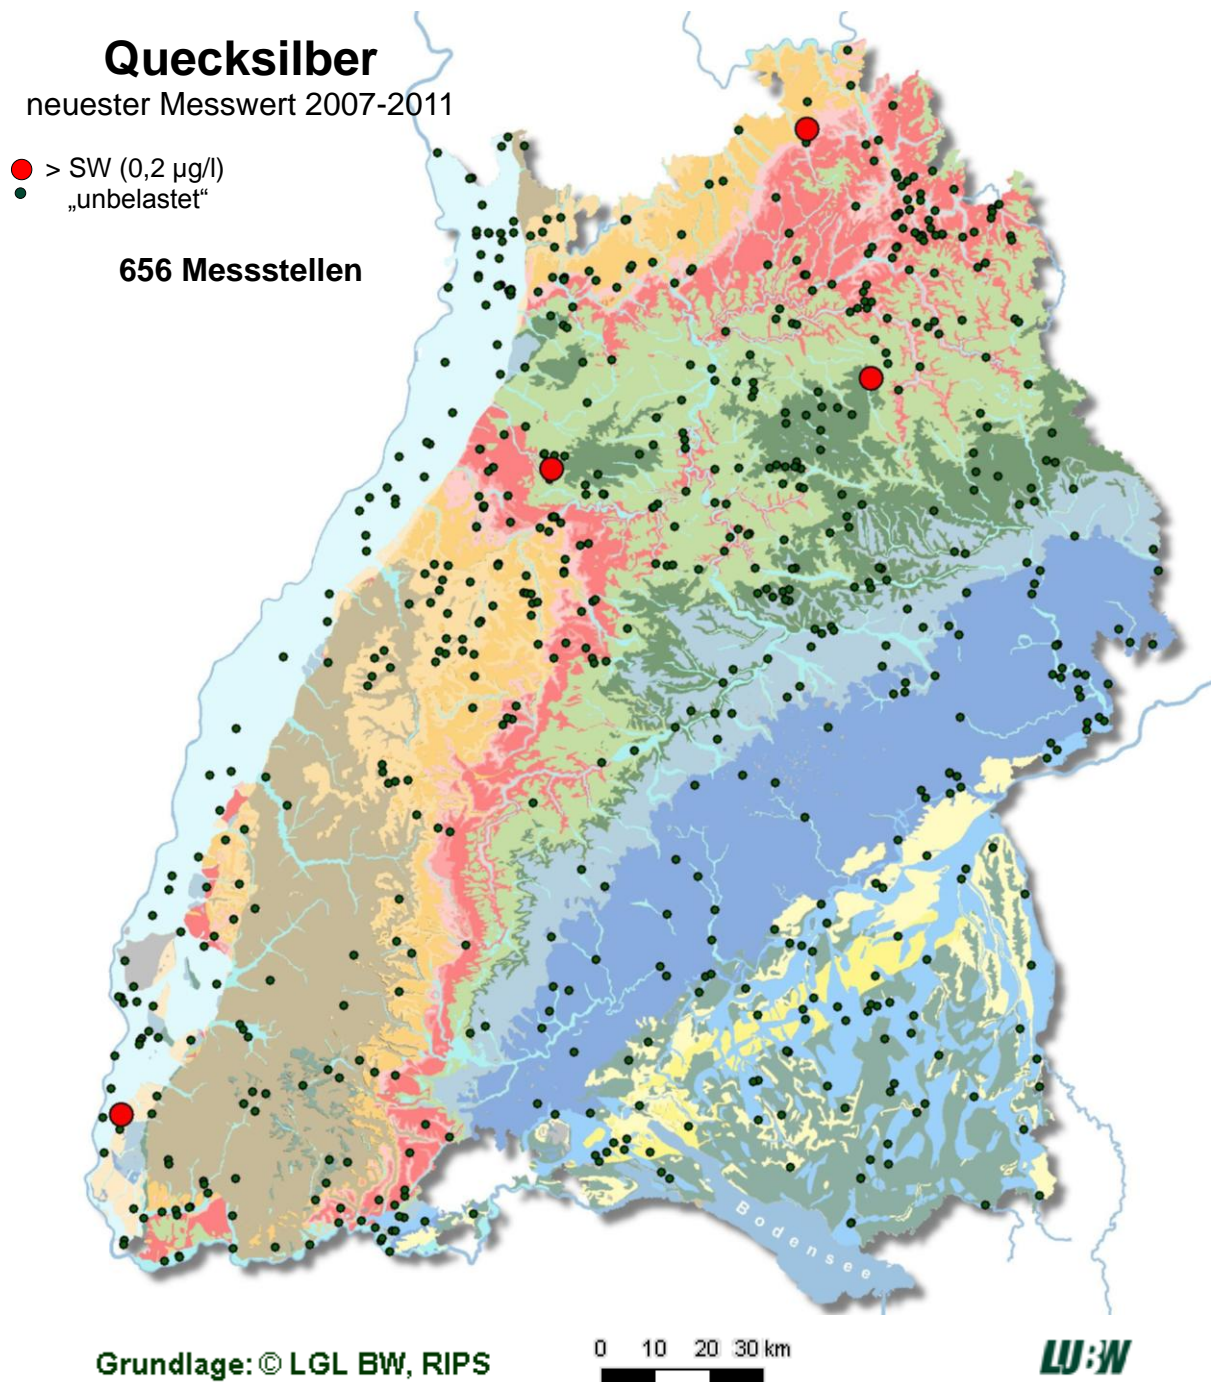 Quecksilber
neuester Messwert 2007-2011
> SW (0,2 µg/l)
„unbelastet“
656 Messstellen
Bodensee
0 10 20 30 km
Grundlage: © LGL BW, RIPS
LUBW